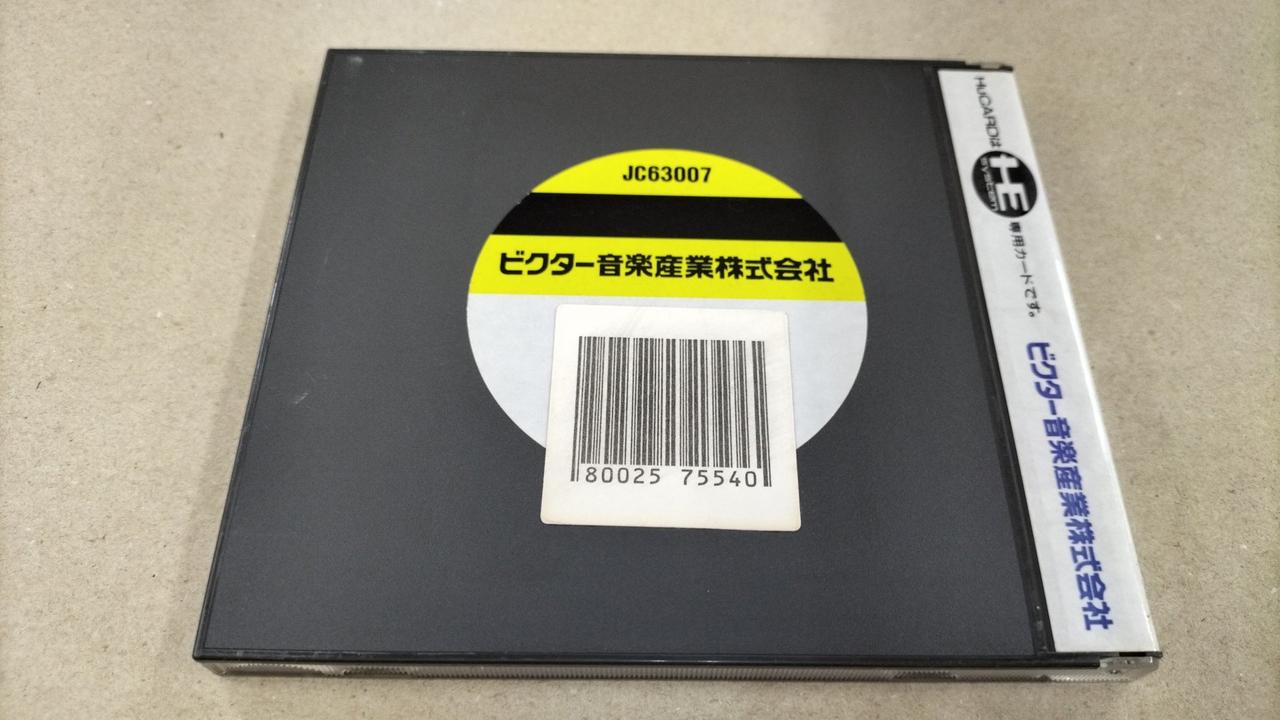 JC63007
ビクター音楽産業株式会社
80025 75540
HuCARDは HE system 専用カードです。
ビクター音楽産業株式会社